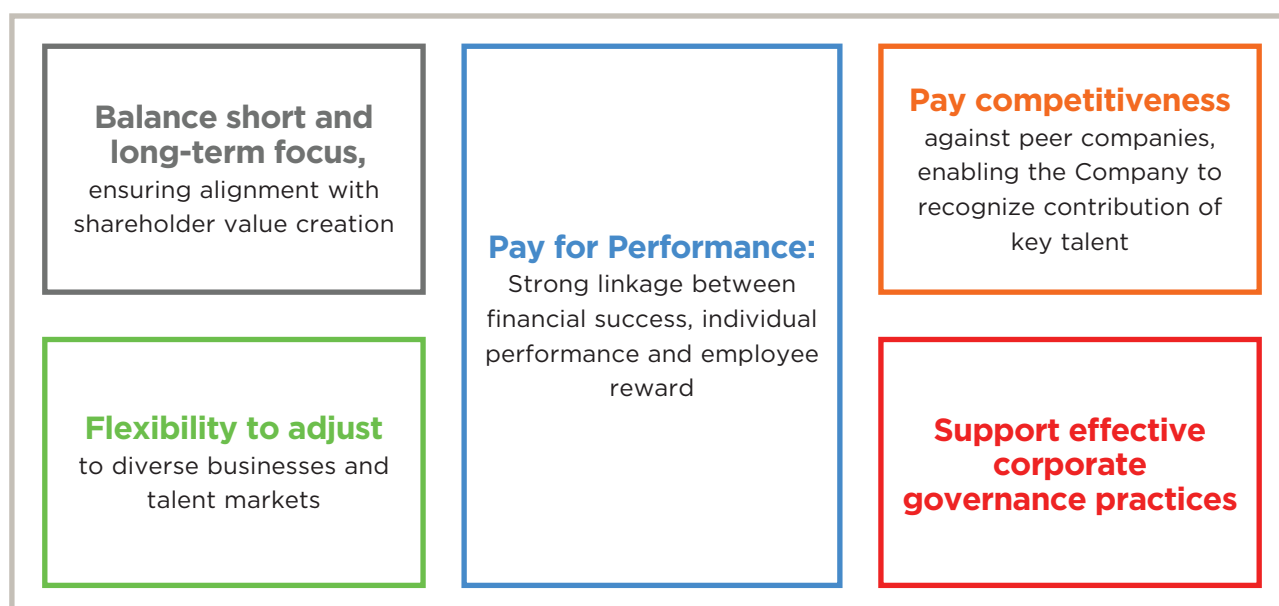 Balance short and
long-term focus,
ensuring alignment with
shareholder value creation
Flexibility to adjust
to diverse businesses and
talent markets
Pay for Performance:
Strong linkage between
financial success, individual
performance and employee
reward
Pay competitiveness
against peer companies,
enabling the Company to
recognize contribution of
key talent
Support effective
corporate
governance practices